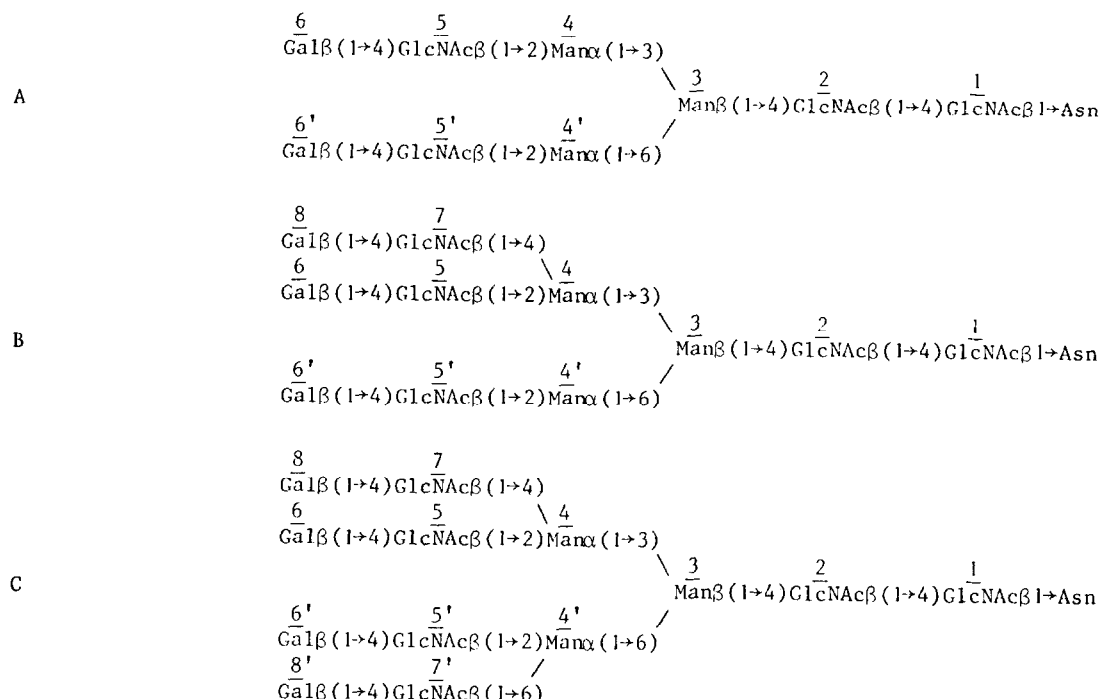 6 5 4
Galβ(1→4)GlcNAcβ(1→2)Manα(1→3)
A
3 2 1
Manβ(1→4)GlcNAcβ(1→4)GlcNAcβ1→Asn
6' 5' 4'
Galβ(1→4)GlcNAcβ(1→2)Manα(1→6)
8 7
Galβ(1→4)GlcNAcβ(1→4)
6 5 4
Galβ(1→4)GlcNAcβ(1→2)Manα(1→3)
B
3 2 1
Manβ(1→4)GlcNAcβ(1→4)GlcNAcβ1→Asn
6' 5' 4'
Galβ(1→4)GlcNAcβ(1→2)Manα(1→6)
8 7
Galβ(1→4)GlcNAcβ(1→4)
6 5 4
Galβ(1→4)GlcNAcβ(1→2)Manα(1→3)
C
3 2 1
Manβ(1→4)GlcNAcβ(1→4)GlcNAcβ1→Asn
6' 5' 4'
Galβ(1→4)GlcNAcβ(1→2)Manα(1→6)
8' 7'
Galβ(1→4)GlcNAcβ(1→6)